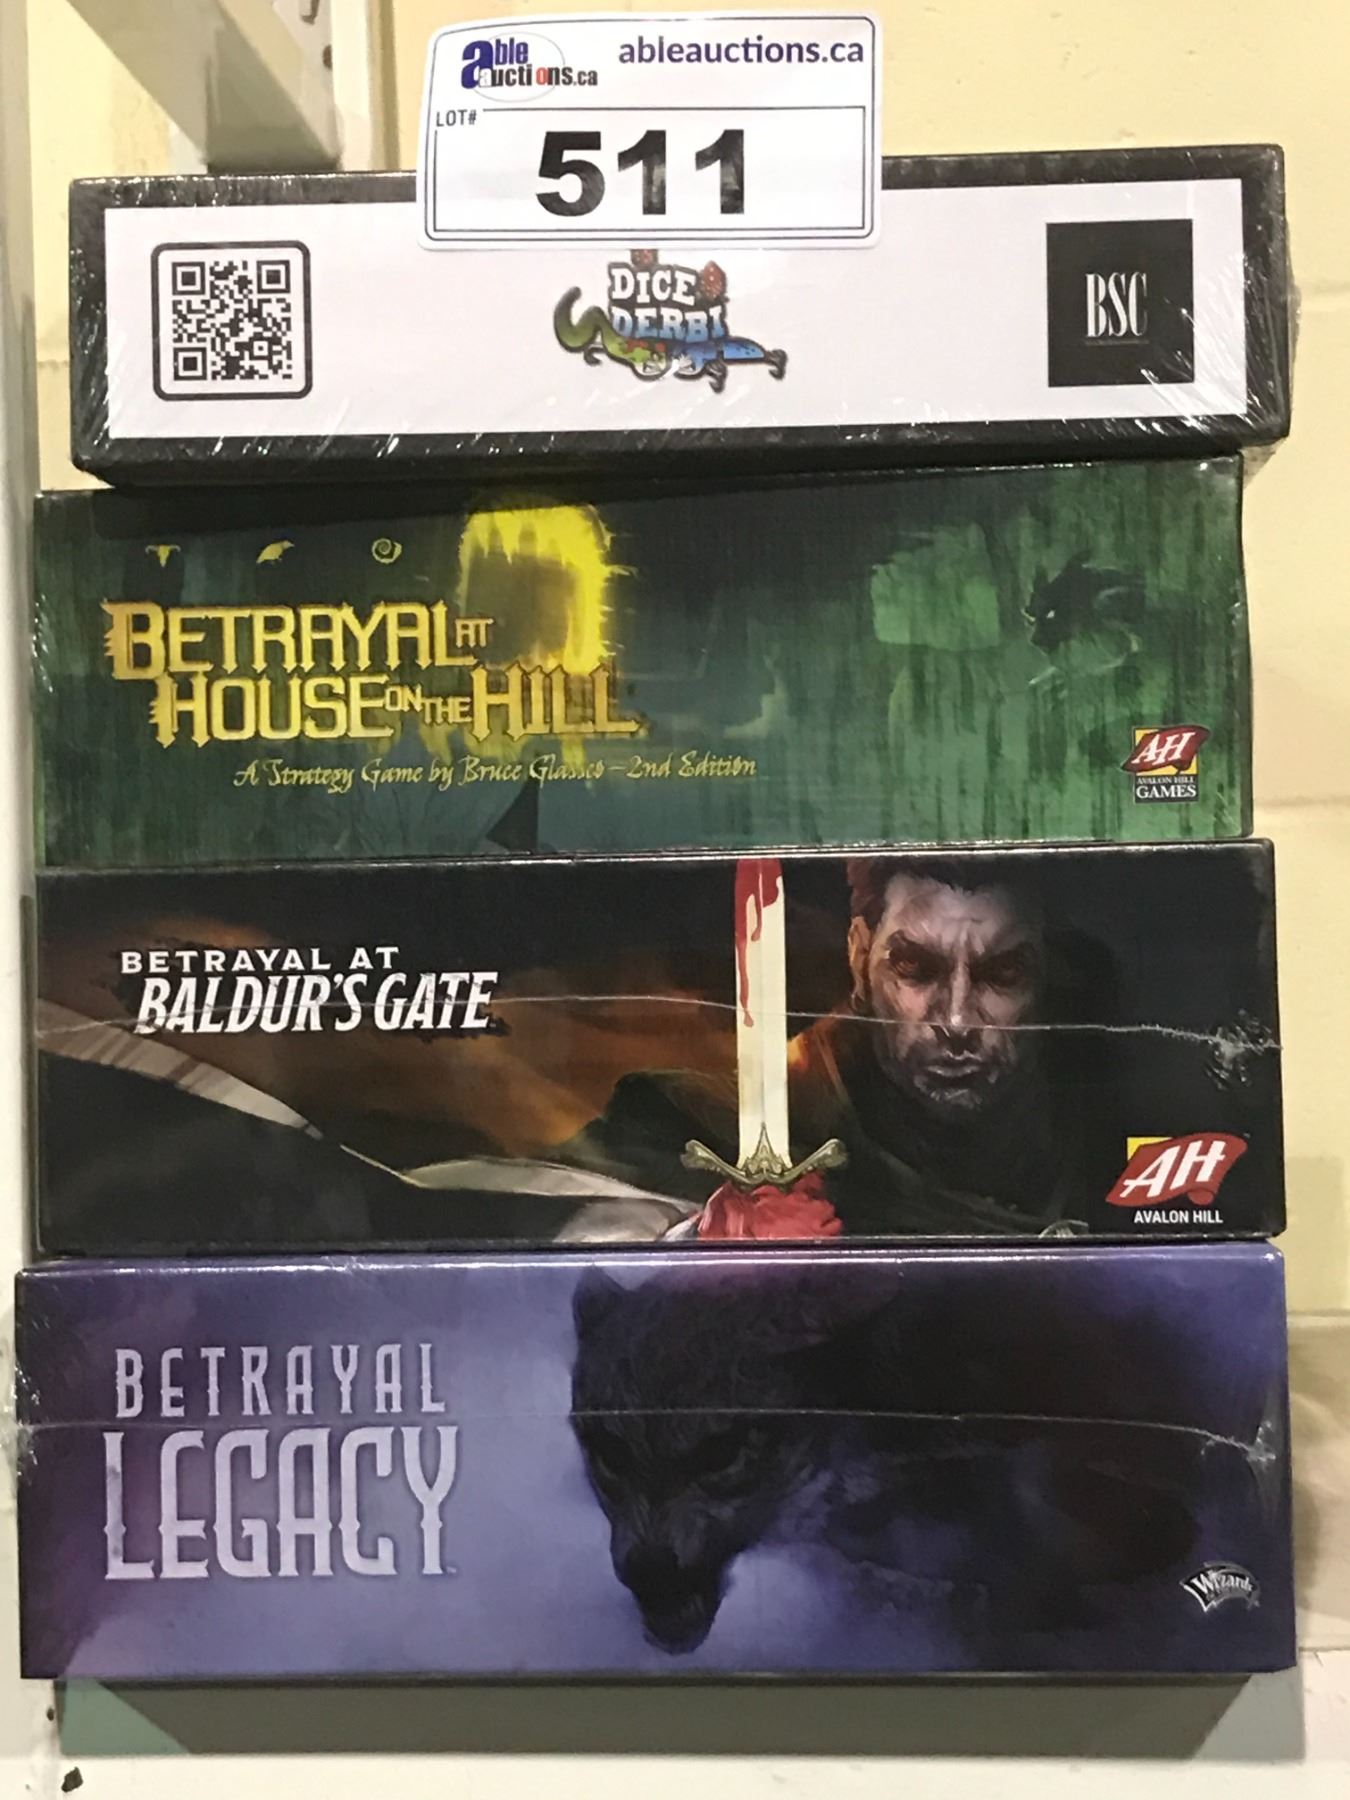 able auctions.ca
ableauctions.ca
LOT#
511
DICE
DERBI
BSC
BETRAYAL AT
HOUSE ON THE HILL
A Strategy Game by Bruce Glassco – 2nd Edition
AH
AVALON HILL
GAMES
BETRAYAL AT
BALDUR'S GATE
AH
AVALON HILL
BETRAYAL
LEGACY
Wizards